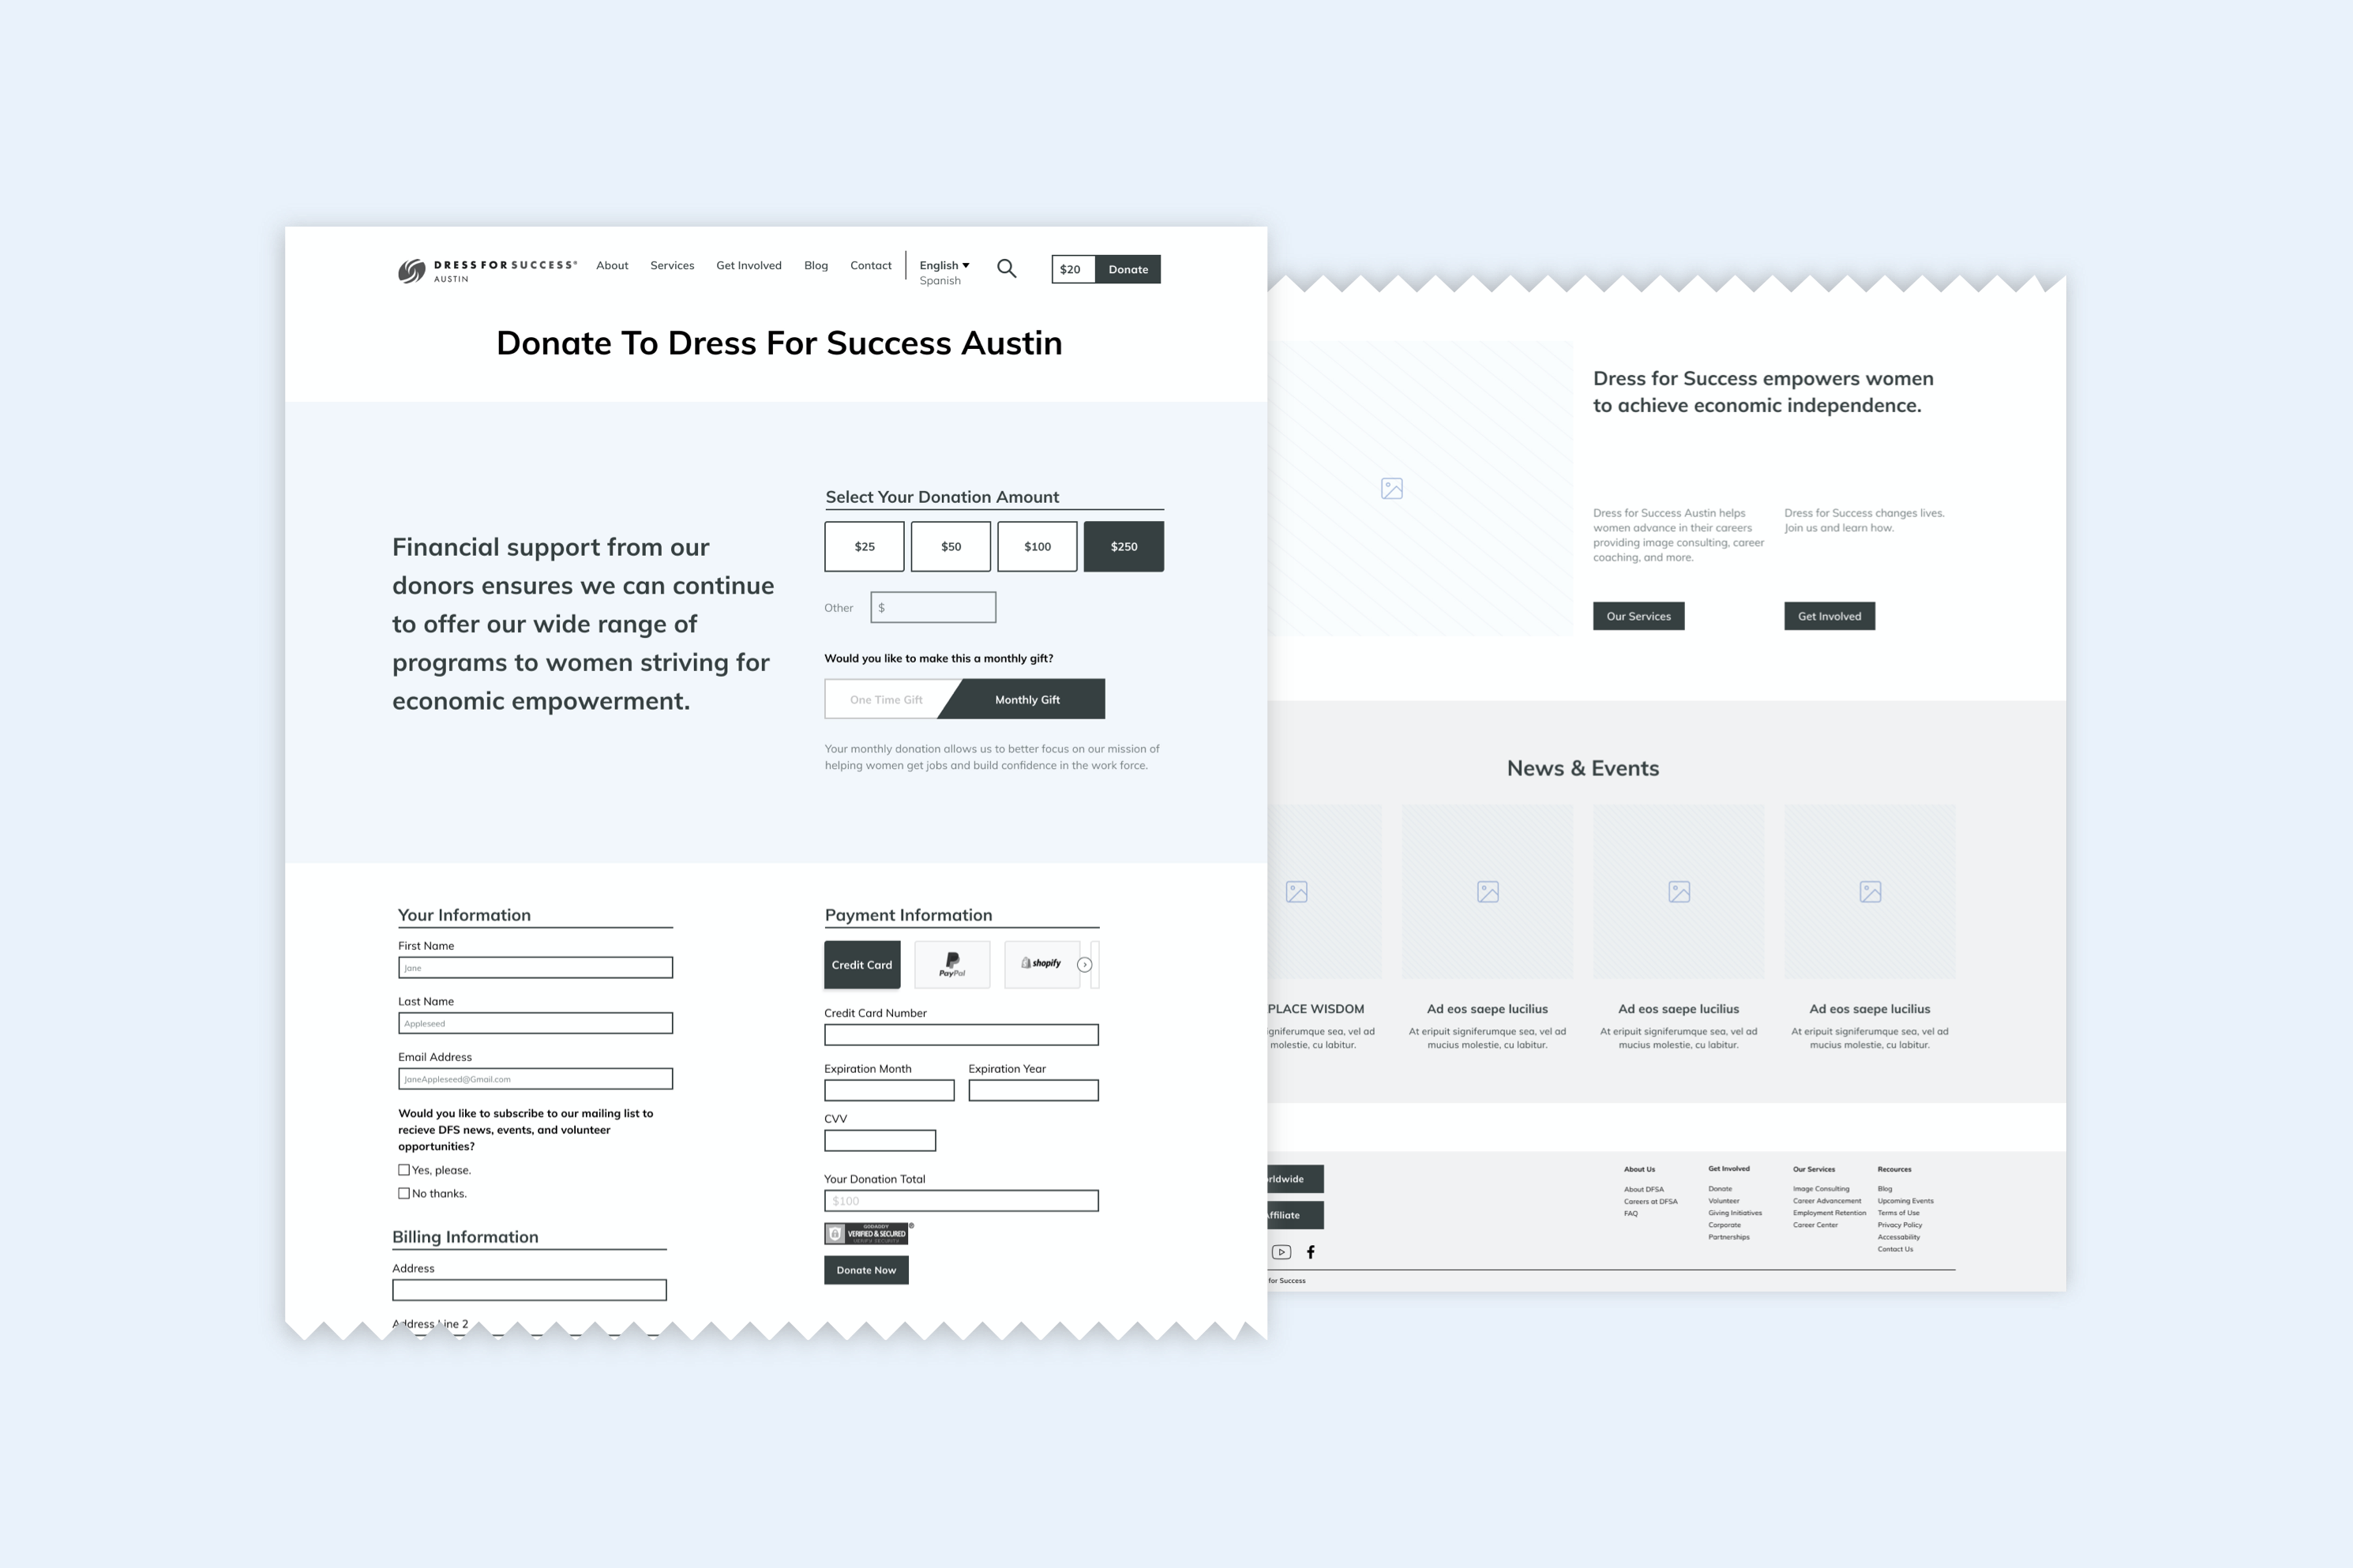 DRESS FOR SUCCESS®
AUSTIN
About
Services
Get Involved
Blog
Contact
English
Spanish
$20
Donate
Donate To Dress For Success Austin
Financial support from our
donors ensures we can continue
to offer our wide range of
programs to women striving for
economic empowerment.
Select Your Donation Amount
$25
$50
$100
$250
Other
$
Would you like to make this a monthly gift?
One Time Gift
Monthly Gift
Your monthly donation allows us to better focus on our mission of
helping women get jobs and build confidence in the work force.
Your Information
First Name
Jane
Last Name
Appleseed
Email Address
JaneAppleseed@Gmail.com
Would you like to subscribe to our mailing list to
recieve DFS news, events, and volunteer
opportunities?
Yes, please.
No thanks.
Billing Information
Address
Address Line 2
Payment Information
Credit Card
PayPal
shopify
Credit Card Number
Expiration Month
Expiration Year
CVV
Your Donation Total
$100
GODADDY
VERIFIED & SECURED
VERIFY SECURITY
®
Donate Now
Dress for Success empowers women
to achieve economic independence.
Dress for Success Austin helps
women advance in their careers
providing image consulting, career
coaching, and more.
Dress for Success changes lives.
Join us and learn how.
Our Services
Get Involved
News & Events
PLACE WISDOM
igniferumque sea, vel ad
molestie, cu labitur.
Ad eos saepe lucilius
At eripuit signiferumque sea, vel ad
mucius molestie, cu labitur.
Ad eos saepe lucilius
At eripuit signiferumque sea, vel ad
mucius molestie, cu labitur.
Ad eos saepe lucilius
At eripuit signiferumque sea, vel ad
mucius molestie, cu labitur.
rldwide
ffiliate
for Success
About Us
About DFSA
Careers at DFSA
FAQ
Get Involved
Donate
Volunteer
Giving Initiatives
Corporate
Partnerships
Our Services
Image Consulting
Career Advancement
Employment Retention
Career Center
Recources
Blog
Upcoming Events
Terms of Use
Privacy Policy
Accessability
Contact Us